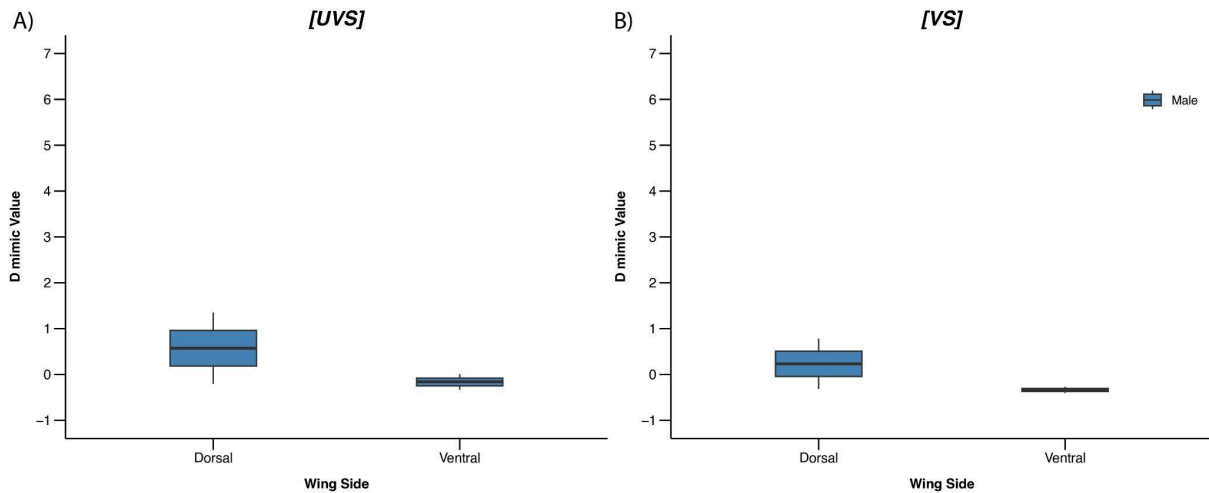 A)
[UVS]
7
6
5
4
3
2
1
0
−1
D mimic Value
Dorsal
Ventral
Wing Side
B)
[VS]
7
6
5
4
3
2
1
0
−1
D mimic Value
Dorsal
Ventral
Wing Side
Male